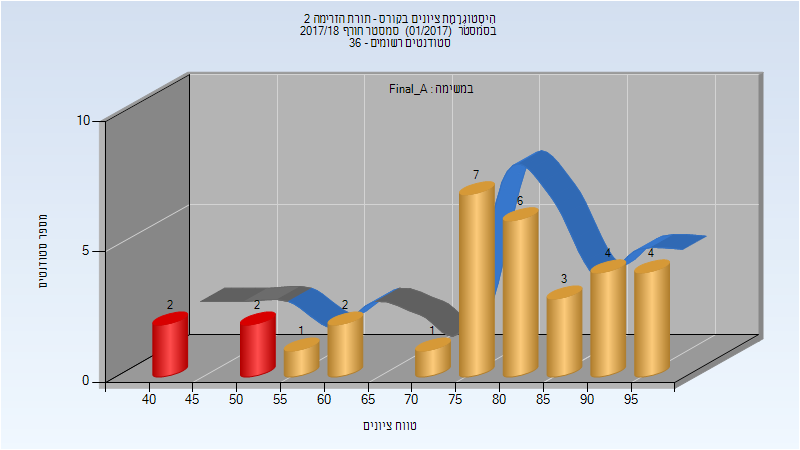 היסטוגרמת ציונים בקורס - תורת הזרימה 2
בסמסטר (01/2017) סמסטר חורף 2017/18
סטודנטים רשומים - 36
במשימה : Final_A
10
5
0
מספר סטודנטים
2
2
1
2
1
7
6
3
4
4
40 45 50 55 60 65 70 75 80 85 90 95
טווח ציונים